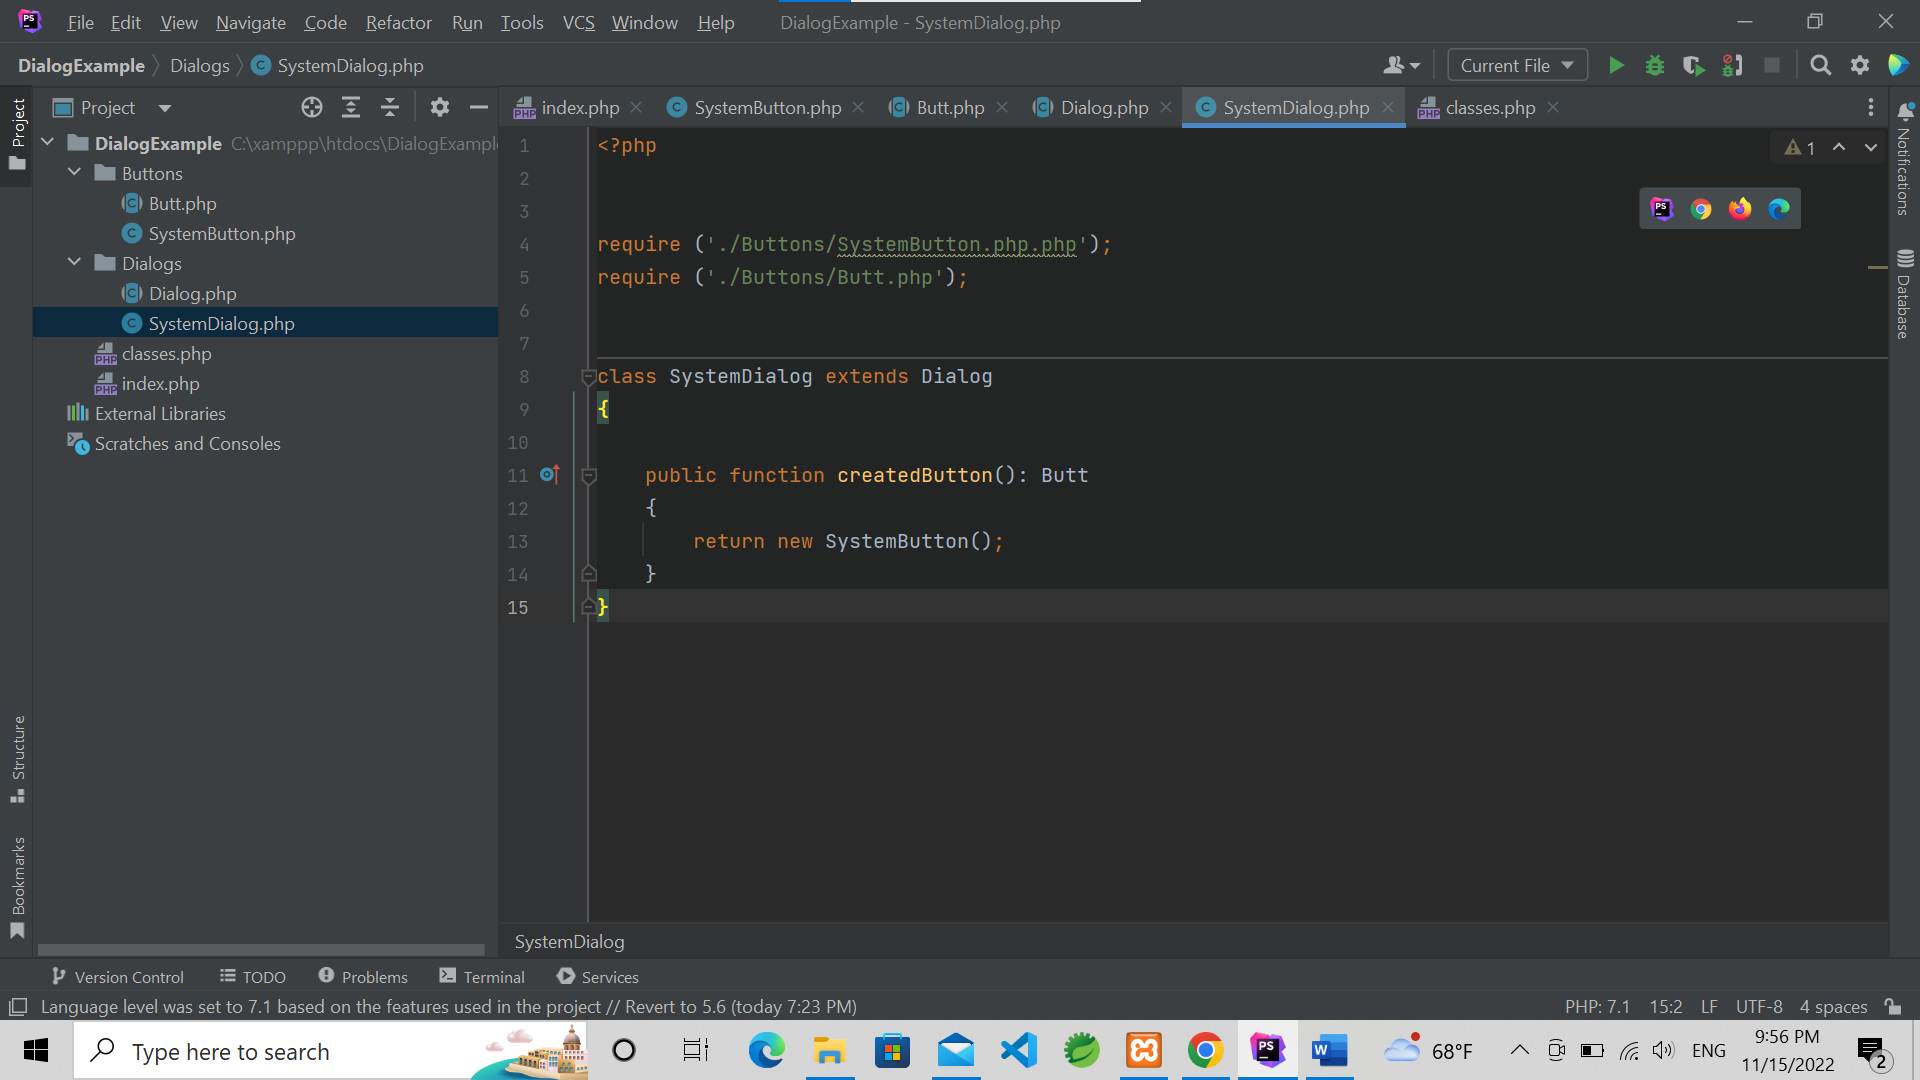 File Edit View Navigate Code Refactor Run Tools VCS Window Help DialogExample - SystemDialog.php
DialogExample Dialogs SystemDialog.php Current File
Project
index.php SystemButton.php Butt.php Dialog.php SystemDialog.php classes.php
Project
DialogExample C:\xamppp\htdocs\DialogExample
Buttons
Butt.php
SystemButton.php
Dialogs
Dialog.php
SystemDialog.php
classes.php
index.php
External Libraries
Scratches and Consoles
Structure
Bookmarks
1 <?php
2
3
4 require ('./Buttons/SystemButton.php.php');
5 require ('./Buttons/Butt.php');
6
7
8 class SystemDialog extends Dialog
9 {
10
11 public function createdButton(): Butt
12 {
13 return new SystemButton();
14 }
15 }
1
Notifications
Database
SystemDialog
Version Control TODO Problems Terminal Services
Language level was set to 7.1 based on the features used in the project // Revert to 5.6 (today 7:23 PM) PHP: 7.1 15:2 LF UTF-8 4 spaces
Type here to search
68°F
ENG
9:56 PM
11/15/2022
2